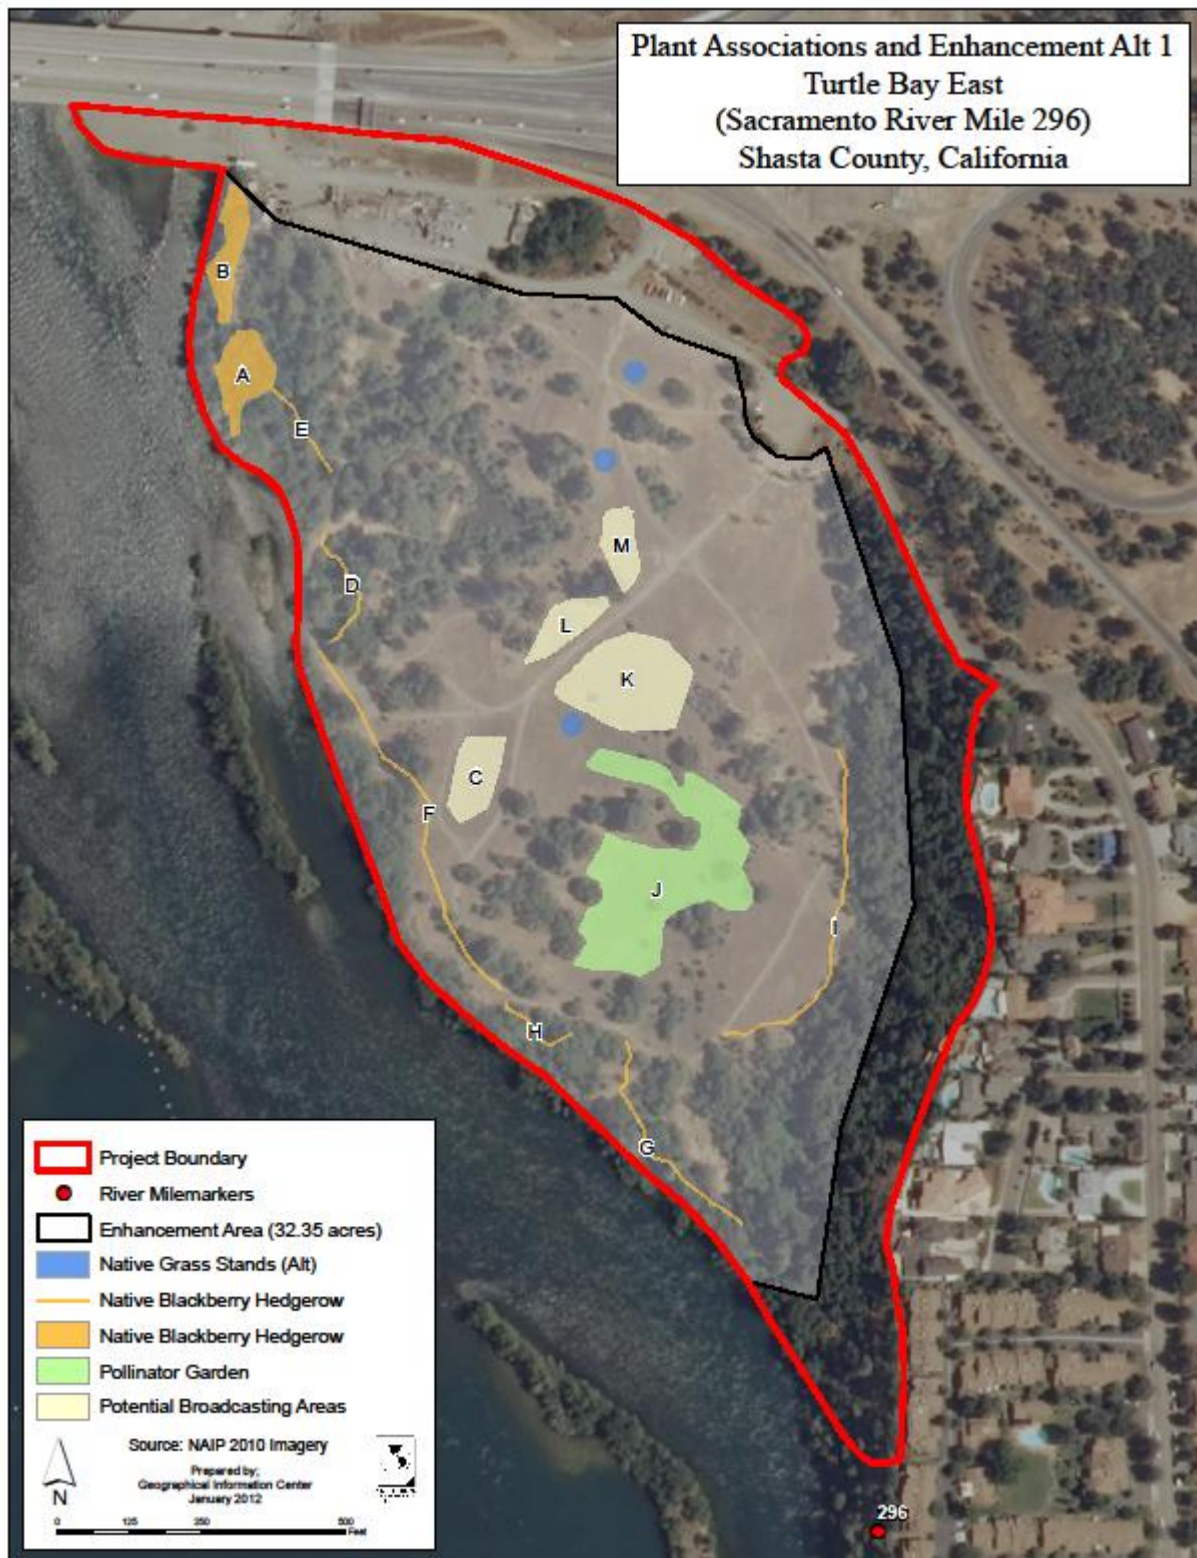 Plant Associations and Enhancement Alt 1
Turtle Bay East
(Sacramento River Mile 296)
Shasta County, California
B
A
E
M
D
L
K
C
F
J
I
H
G
Project Boundary
River Milemarkers
Enhancement Area (32.35 acres)
Native Grass Stands (Alt)
Native Blackberry Hedgerow
Native Blackberry Hedgerow
Pollinator Garden
Potential Broadcasting Areas
Source: NAIP 2010 Imagery
Prepared by;
Geographical Information Center
January 2012
N
0 125 250 500
Feet
296